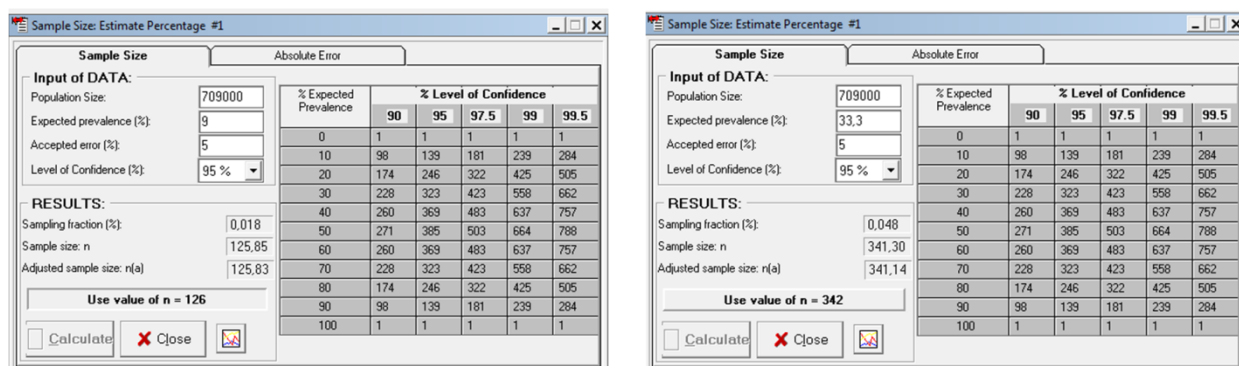 Sample Size: Estimate Percentage #1
Sample Size
Absolute Error
Input of DATA:
Population Size: 709000
Expected prevalence (%): 9
Accepted error (%): 5
Level of Confidence (%): 95 %
RESULTS:
Sampling fraction (%): 0,018
Sample size: n 125,85
Adjusted sample size: n(a) 125,83
Use value of n = 126
Calculate
Close
% Expected Prevalence
% Level of Confidence
90 95 97.5 99 99.5
0 1 1 1 1 1
10 98 139 181 239 284
20 174 246 322 425 505
30 228 323 423 558 662
40 260 369 483 637 757
50 271 385 503 664 788
60 260 369 483 637 757
70 228 323 423 558 662
80 174 246 322 425 505
90 98 139 181 239 284
100 1 1 1 1 1
Sample Size: Estimate Percentage #1
Sample Size
Absolute Error
Input of DATA:
Population Size: 709000
Expected prevalence (%): 33,3
Accepted error (%): 5
Level of Confidence (%): 95 %
RESULTS:
Sampling fraction (%): 0,048
Sample size: n 341,30
Adjusted sample size: n(a) 341,14
Use value of n = 342
Calculate
Close
% Expected Prevalence
% Level of Confidence
90 95 97.5 99 99.5
0 1 1 1 1 1
10 98 139 181 239 284
20 174 246 322 425 505
30 228 323 423 558 662
40 260 369 483 637 757
50 271 385 503 664 788
60 260 369 483 637 757
70 228 323 423 558 662
80 174 246 322 425 505
90 98 139 181 239 284
100 1 1 1 1 1